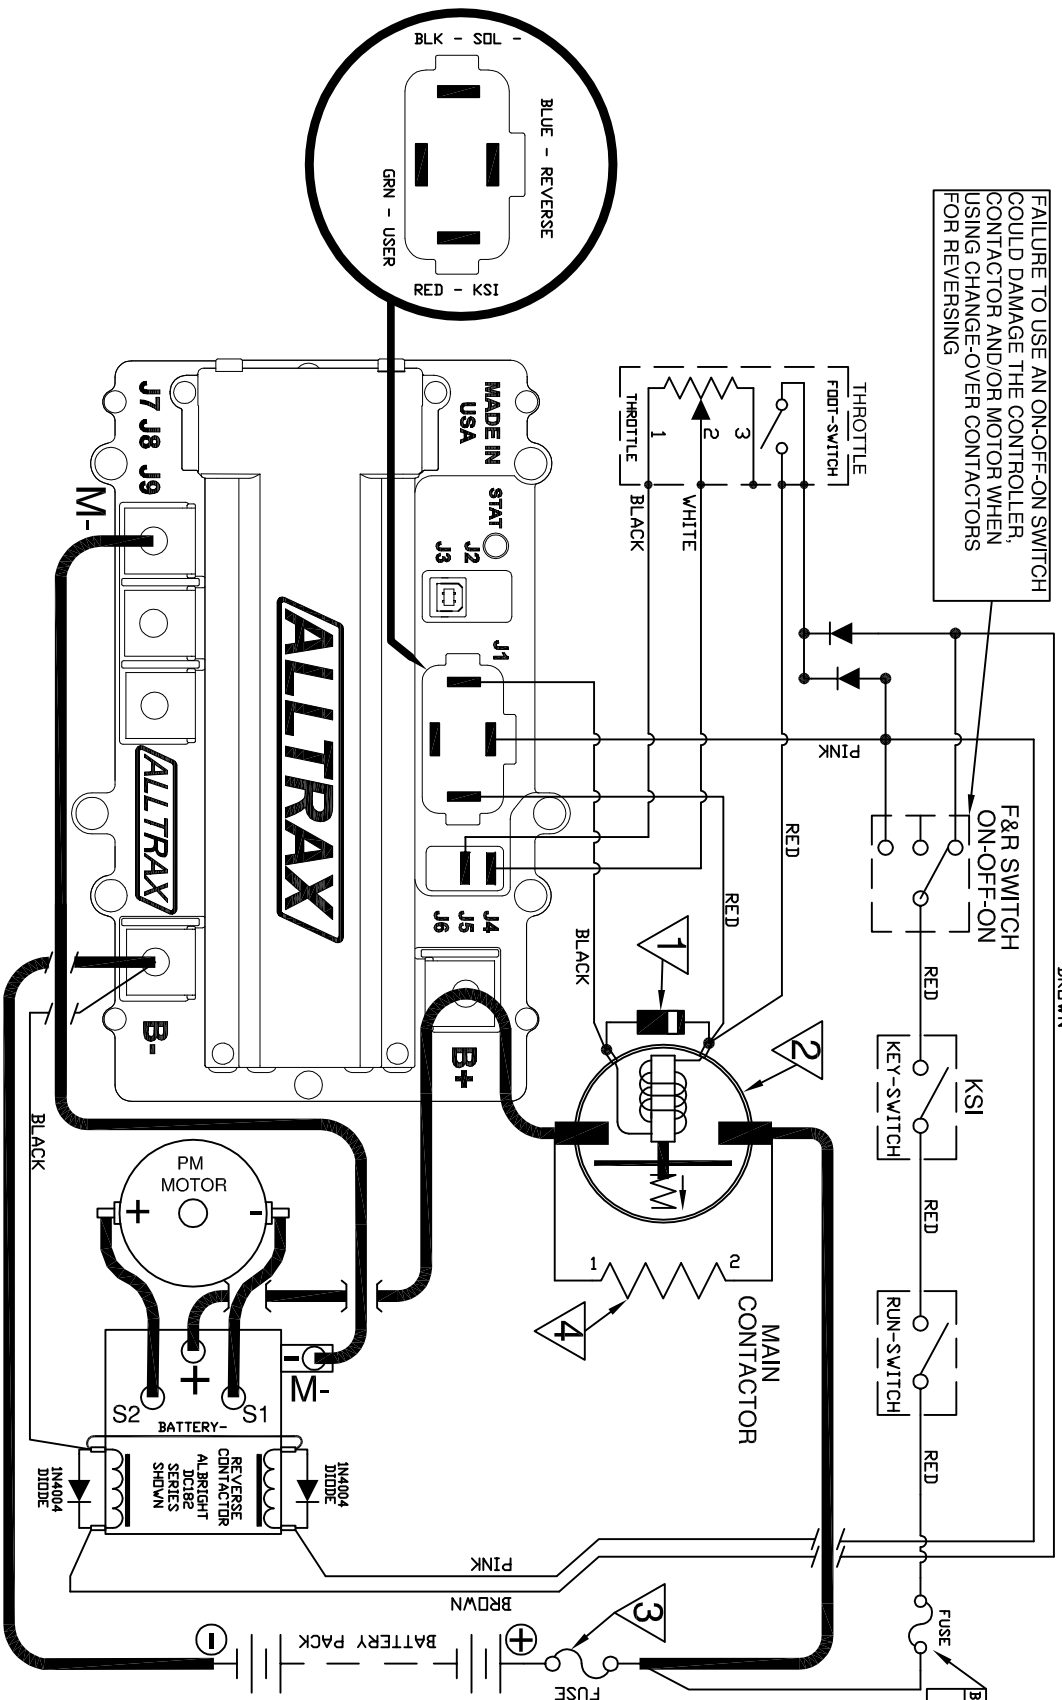 FAILURE TO USE AN ON-OFF-ON SWITCH
COULD DAMAGE THE CONTROLLER,
CONTACTOR AND/OR MOTOR WHEN
USING CHANGE-OVER CONTACTORS
FOR REVERSING
BLK - SOL -
BLUE - REVERSE
GRN - USER
RED - KSI
THROTTLE
FOOT-SWITCH
3
2
1
THROTTLE
WHITE
BLACK
MADE IN
USA
STAT
J2
J3
J1
J4
J5
J6
J7 J8 J9
M-
ALLTRAX
ALLTRAX
B-
B+
PINK
RED
RED
BLACK
F&R SWITCH
ON-OFF-ON
RED
KSI
KEY-SWITCH
RED
RUN-SWITCH
RED
FUSE
1
2
1
2
4
MAIN
CONTACTOR
BLACK
PM
MOTOR
+
-
-
M-
+
S2
S1
BATTERY-
REVERSE
CONTACTOR
ALBRIGHT
DC182
SERIES
SHOWN
1N4004
DIODE
1N4004
DIODE
PINK
BROWN
3
FUSE
+
BATTERY PACK
-